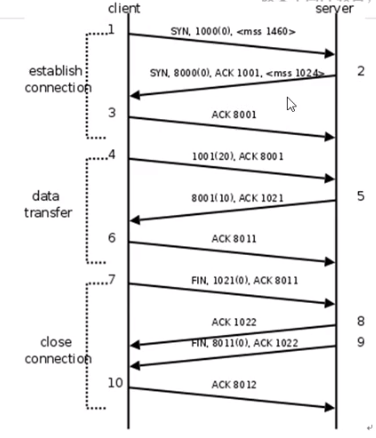 client
server
1
SYN, 1000(0), <mss 1460>
SYN, 8000(0), ACK 1001, <mss 1024>
2
establish
connection
3
ACK 8001
4
1001(20), ACK 8001
8001(10), ACK 1021
5
data
transfer
6
ACK 8011
7
FIN, 1021(0), ACK 8011
ACK 1022
8
FIN, 8011(0), ACK 1022
9
close
connection
10
ACK 8012